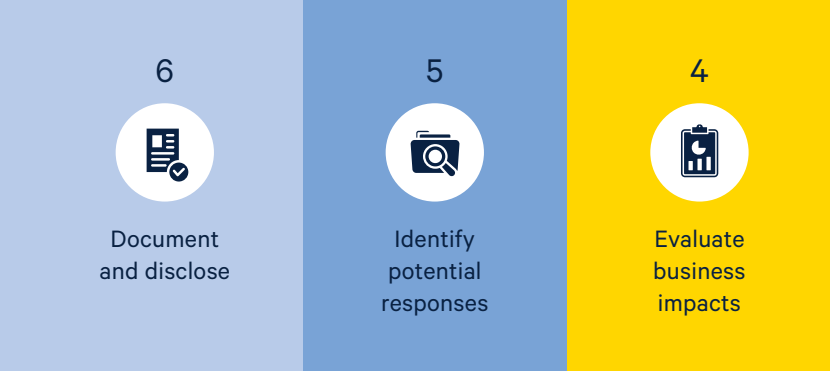 6
Document
and disclose
5
Identify
potential
responses
4
Evaluate
business
impacts